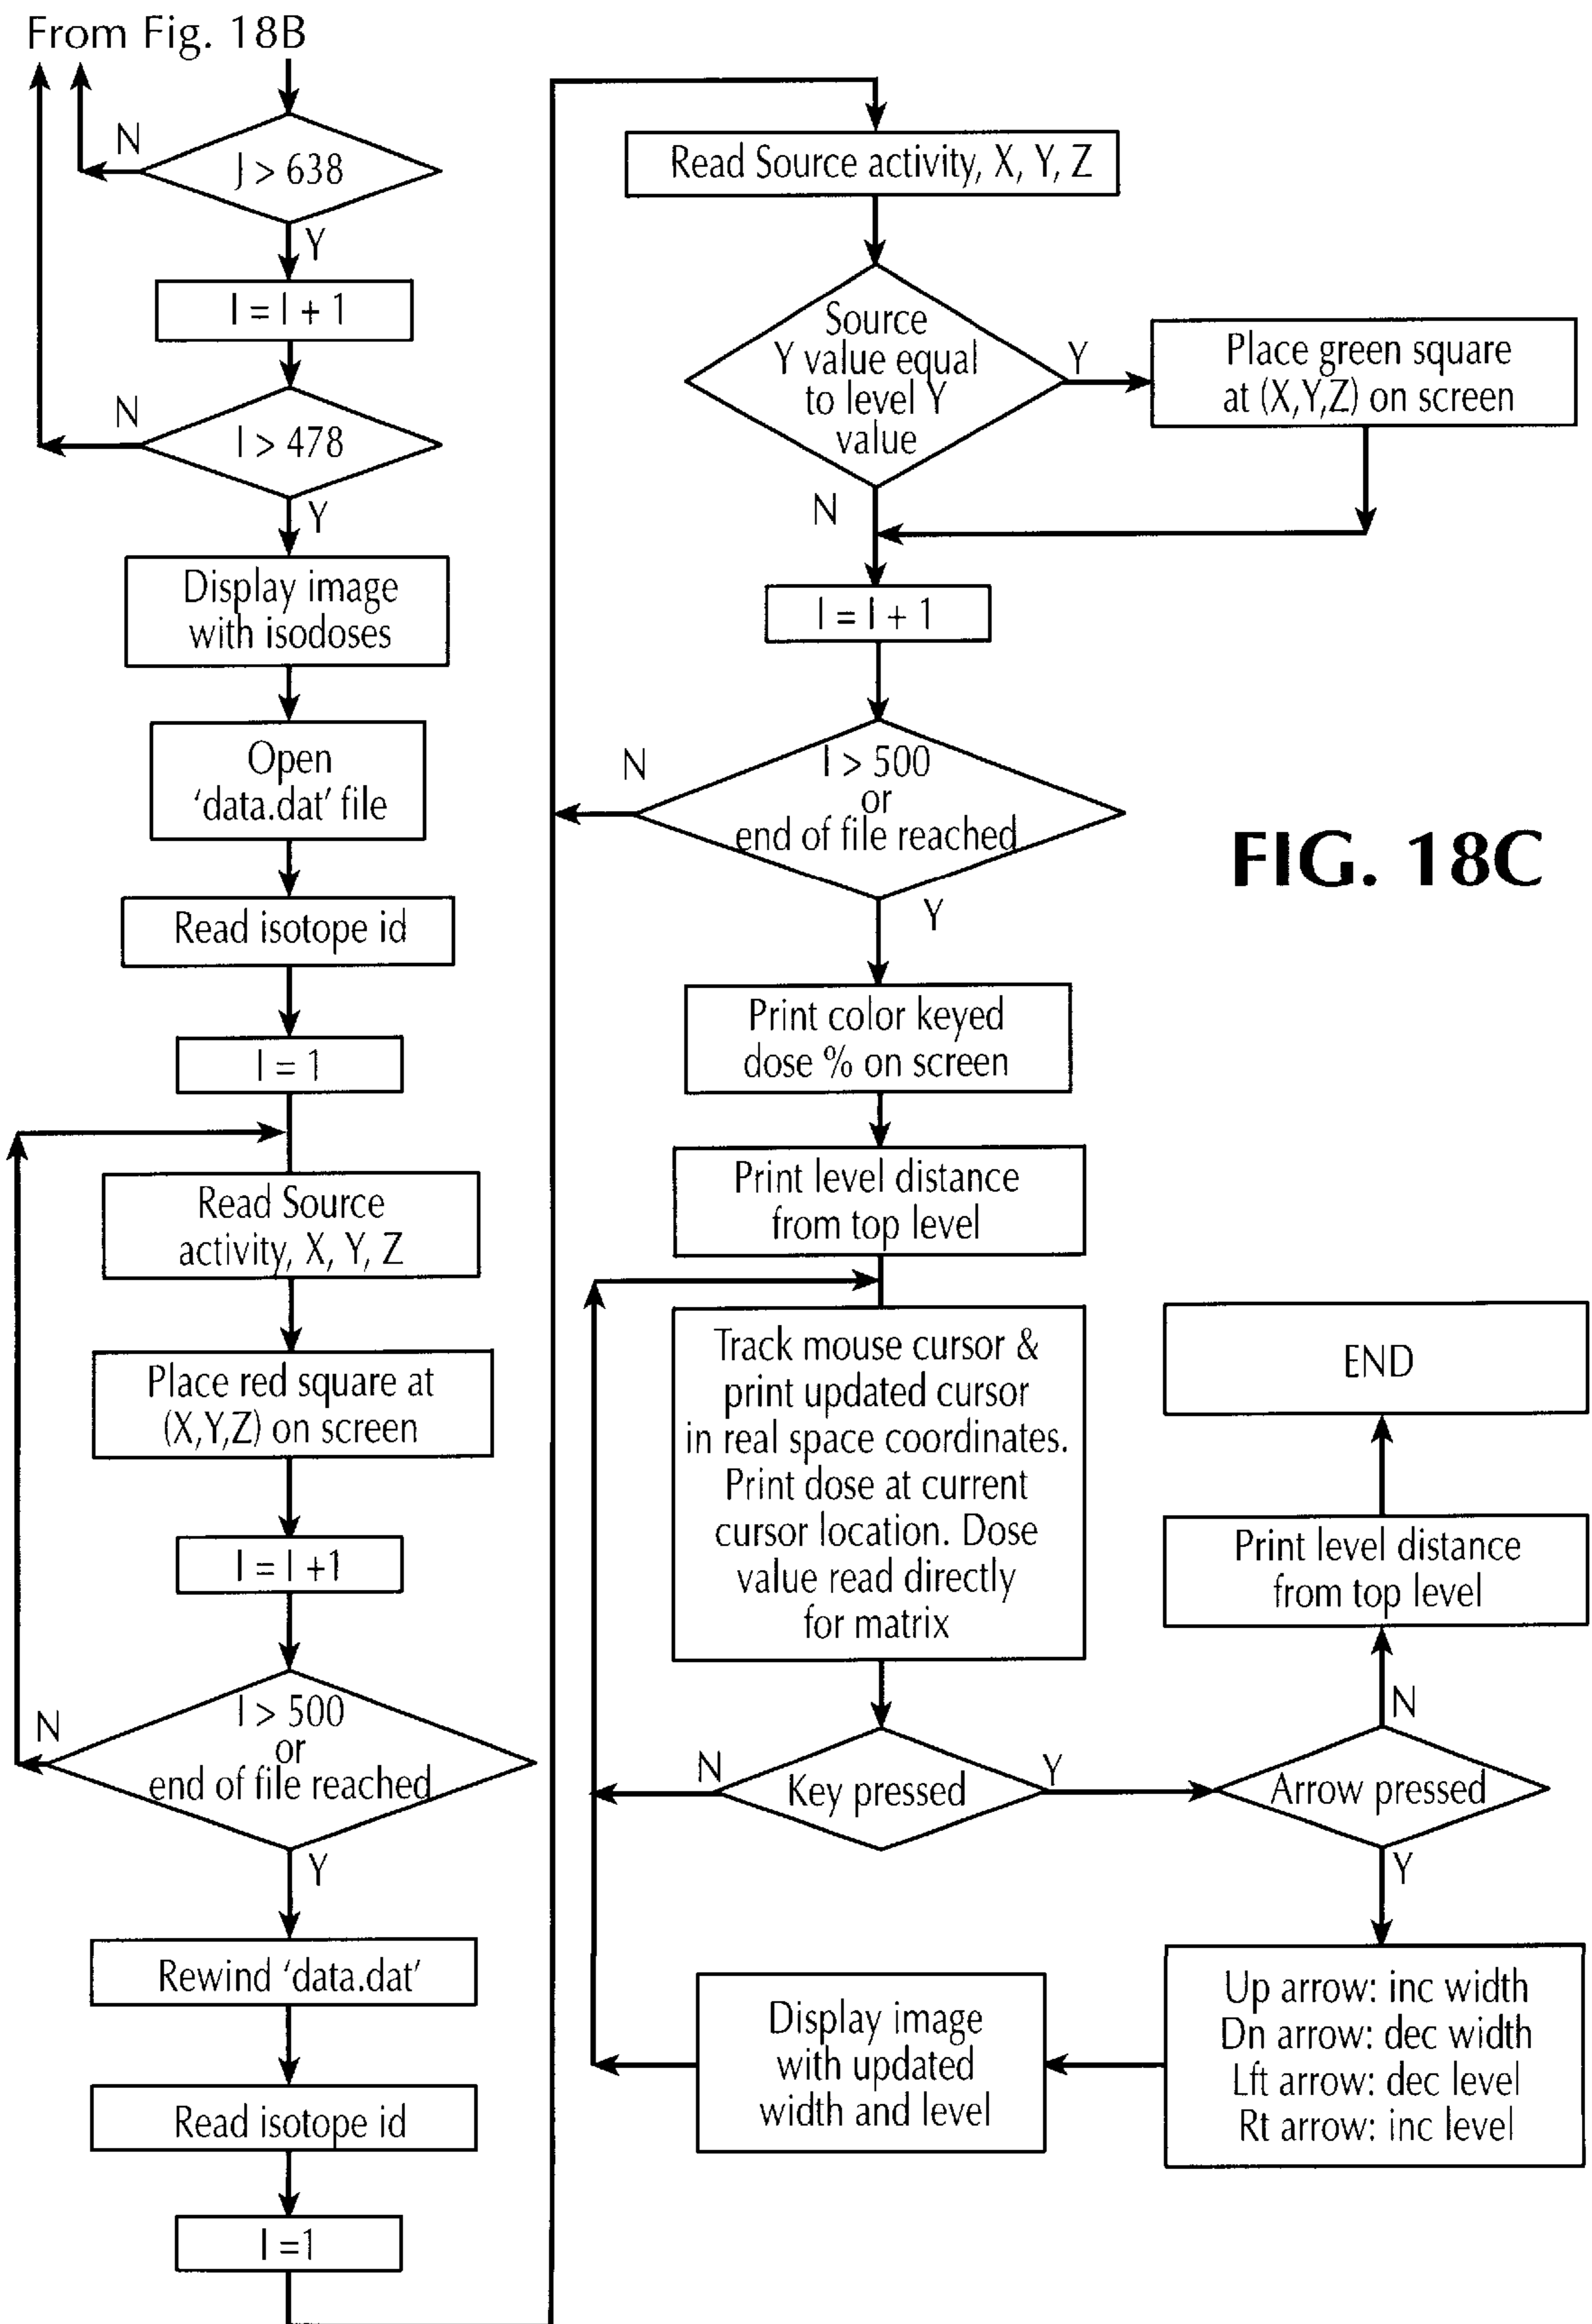 From Fig. 18B
J > 638
N
Y
I = I + 1
I > 478
N
Y
Display image
with isodoses
Open
‘data.dat’ file
Read isotope id
I = 1
Read Source
activity, X, Y, Z
Place red square at
(X,Y,Z) on screen
I = I +1
I > 500
or
end of file reached
N
Y
Rewind ‘data.dat’
Read isotope id
I =1
Read Source activity, X, Y, Z
Source
Y value equal
to level Y
value
Y
N
Place green square
at (X,Y,Z) on screen
I = I + 1
I > 500
or
end of file reached
N
Y
FIG. 18C
Print color keyed
dose % on screen
Print level distance
from top level
Track mouse cursor &
print updated cursor
in real space coordinates.
Print dose at current
cursor location. Dose
value read directly
for matrix
Key pressed
N
Y
Arrow pressed
N
Y
Print level distance
from top level
END
Up arrow: inc width
Dn arrow: dec width
Lft arrow: dec level
Rt arrow: inc level
Display image
with updated
width and level